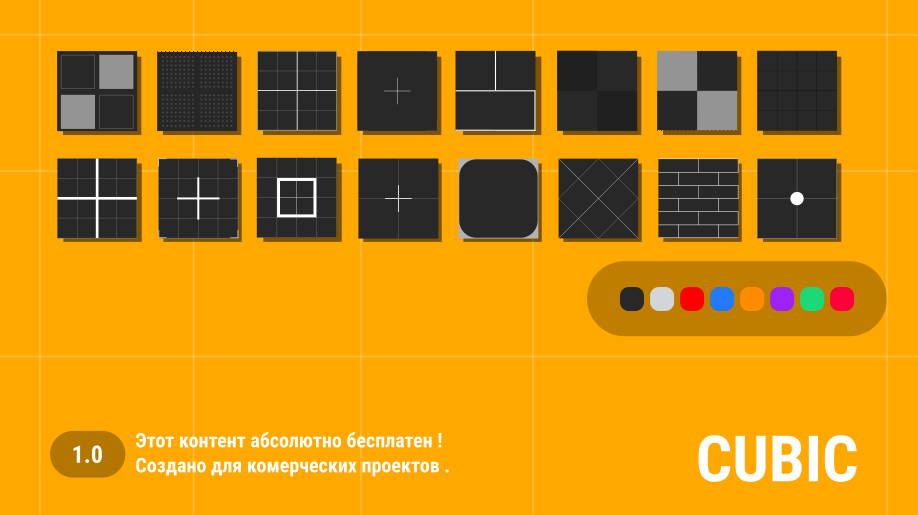 1.0
Этот контент абсолютно бесплатен !
Создано для комерческих проектов .
CUBIC